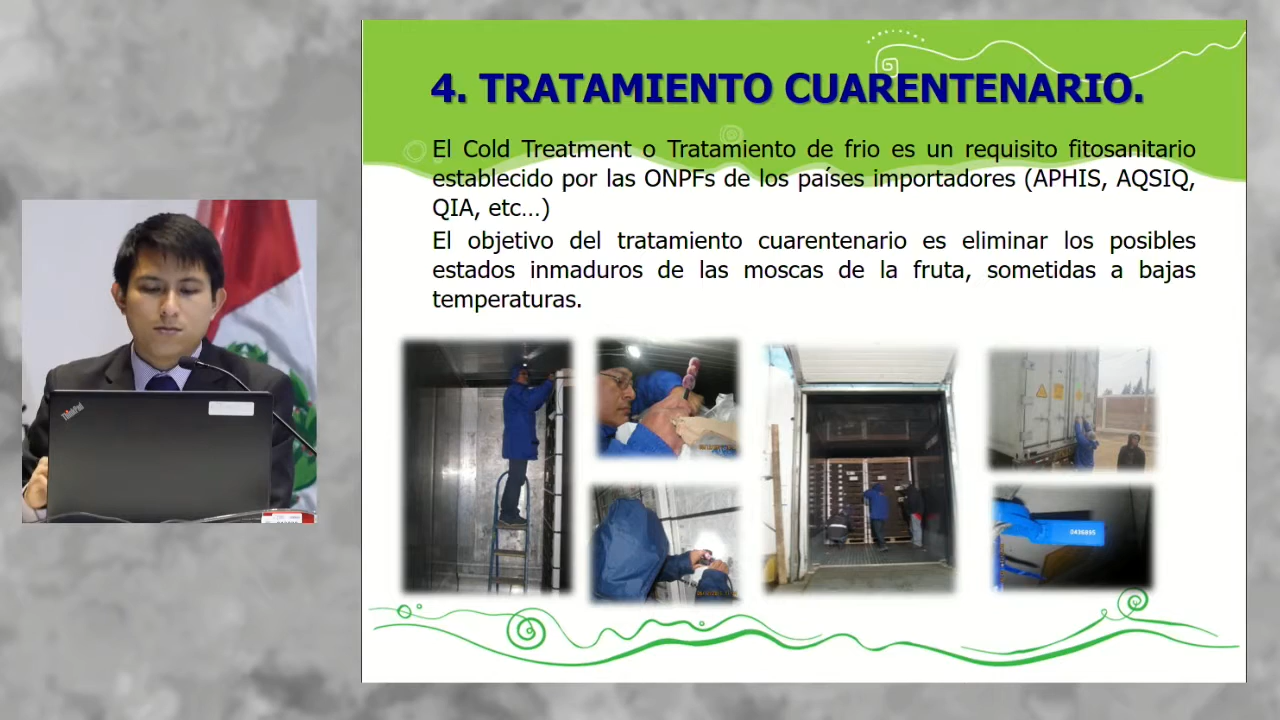 4. TRATAMIENTO CUARENTENARIO.
El Cold Treatment o Tratamiento de frio es un requisito fitosanitario
establecido por las ONPFs de los países importadores (APHIS, AQSIQ,
QIA, etc...)
El objetivo del tratamiento cuarentenario es eliminar los posibles
estados inmaduros de las moscas de la fruta, sometidas a bajas
temperaturas.
ThinkPad
0436895